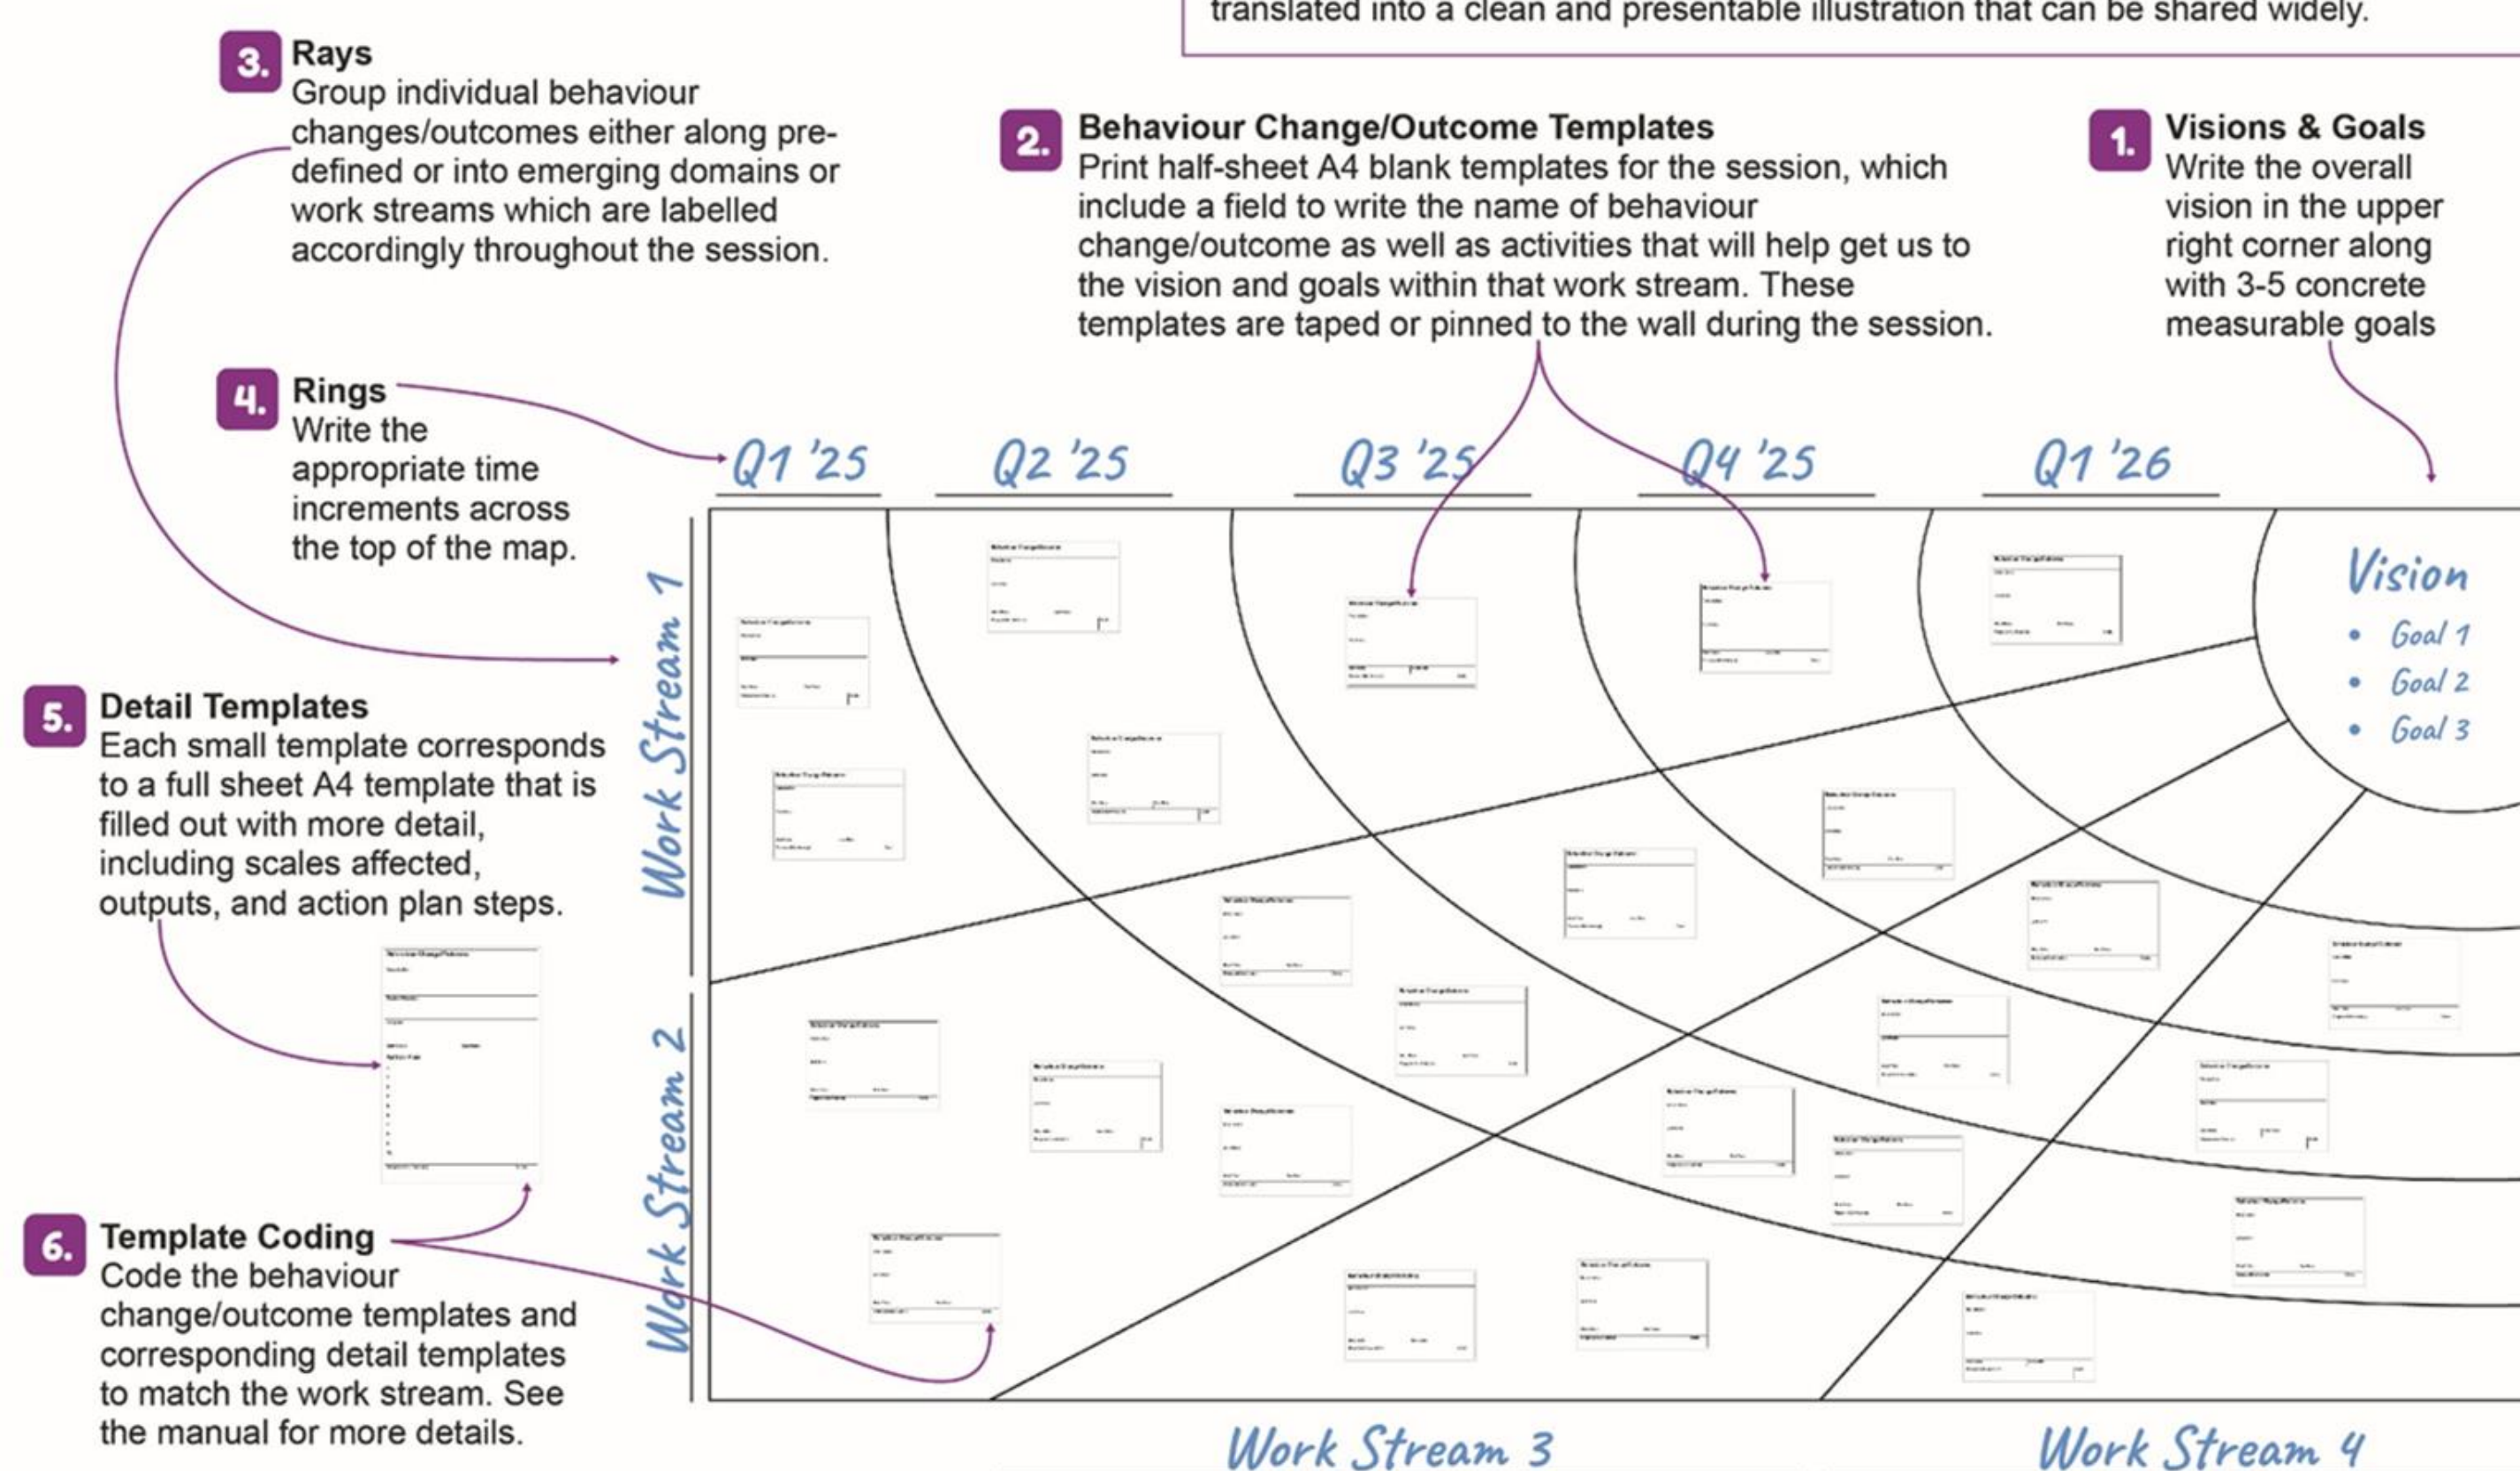 translated into a clean and presentable illustration that can be shared widely.
3. Rays
Group individual behaviour
changes/outcomes either along pre-
defined or into emerging domains or
work streams which are labelled
accordingly throughout the session.
2. Behaviour Change/Outcome Templates
Print half-sheet A4 blank templates for the session, which
include a field to write the name of behaviour
change/outcome as well as activities that will help get us to
the vision and goals within that work stream. These
templates are taped or pinned to the wall during the session.
1. Visions & Goals
Write the overall
vision in the upper
right corner along
with 3-5 concrete
measurable goals
4. Rings
Write the
appropriate time
increments across
the top of the map.
Q1 '25
Q2 '25
Q3 '25
Q4 '25
Q1 '26
Vision
• Goal 1
• Goal 2
• Goal 3
Work Stream 1
5. Detail Templates
Each small template corresponds
to a full sheet A4 template that is
filled out with more detail,
including scales affected,
outputs, and action plan steps.
Work Stream 2
6. Template Coding
Code the behaviour
change/outcome templates and
corresponding detail templates
to match the work stream. See
the manual for more details.
Work Stream 3
Work Stream 4